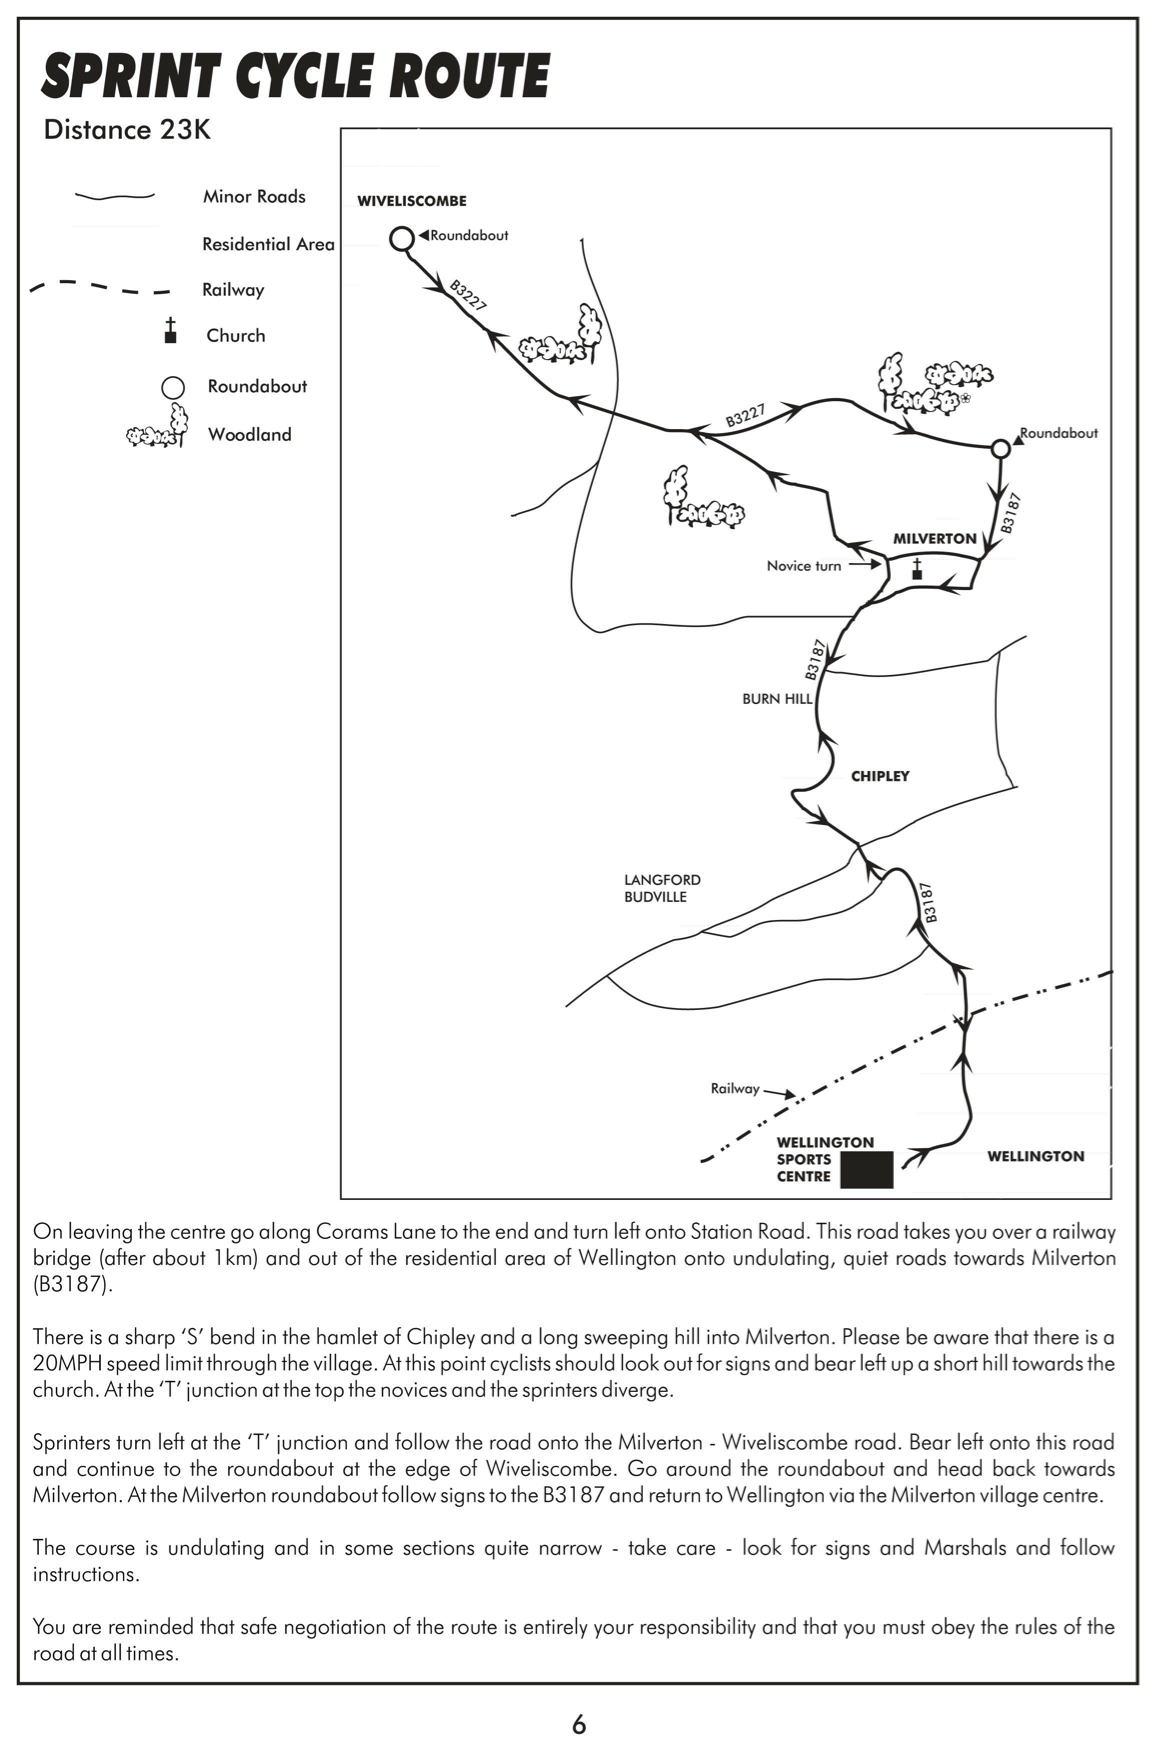 SPRINT CYCLE ROUTE
Distance 23K
Minor Roads
Residential Area
Railway
Church
Roundabout
Woodland
WIVELISCOMBE
Roundabout
B3227
B3227
Roundabout
B3187
MILVERTON
Novice turn
B3187
BURN HILL
CHIPLEY
LANGFORD
BUDVILLE
B3187
Railway
WELLINGTON
SPORTS
CENTRE
WELLINGTON
On leaving the centre go along Corams Lane to the end and turn left onto Station Road. This road takes you over a railway
bridge (after about 1km) and out of the residential area of Wellington onto undulating, quiet roads towards Milverton
(B3187).
There is a sharp ‘S’ bend in the hamlet of Chipley and a long sweeping hill into Milverton. Please be aware that there is a
20MPH speed limit through the village. At this point cyclists should look out for signs and bear left up a short hill towards the
church. At the ‘T’ junction at the top the novices and the sprinters diverge.
Sprinters turn left at the ‘T’ junction and follow the road onto the Milverton - Wiveliscombe road. Bear left onto this road
and continue to the roundabout at the edge of Wiveliscombe. Go around the roundabout and head back towards
Milverton. At the Milverton roundabout follow signs to the B3187 and return to Wellington via the Milverton village centre.
The course is undulating and in some sections quite narrow - take care - look for signs and Marshals and follow
instructions.
You are reminded that safe negotiation of the route is entirely your responsibility and that you must obey the rules of the
road at all times.
6